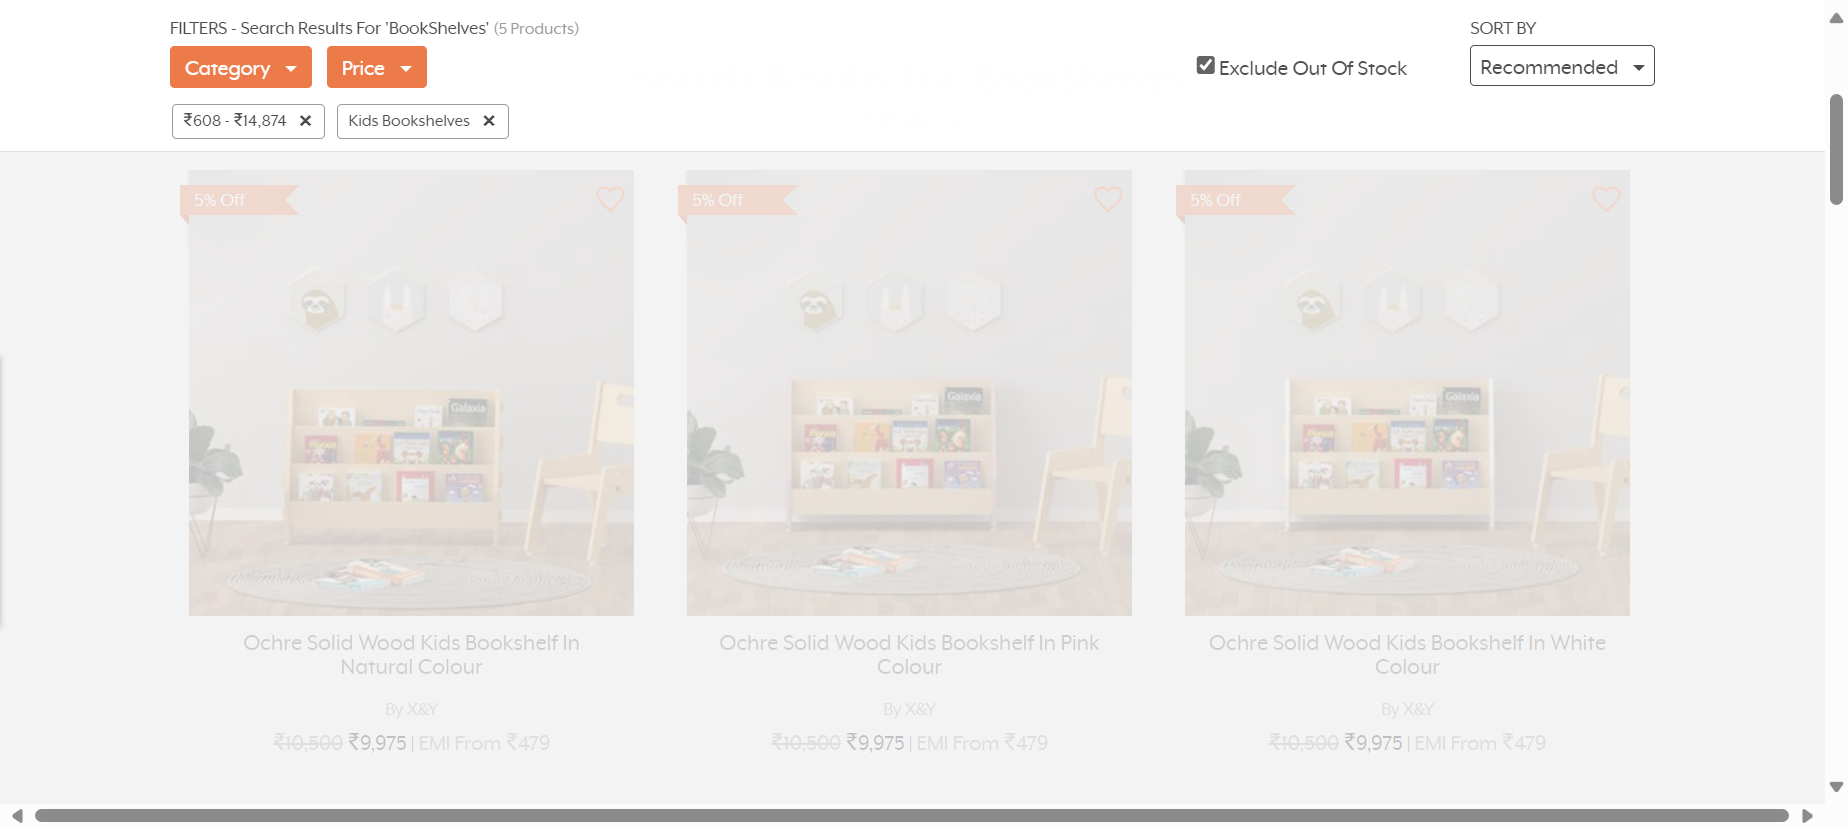 FILTERS - Search Results For 'BookShelves' (5 Products)
SORT BY
Category
Price
Exclude Out Of Stock
Recommended
₹608 - ₹14,874
Kids Bookshelves
5% Off
5% Off
5% Off
Galaxia
Galaxia
Galaxia
Ochre Solid Wood Kids Bookshelf In
Natural Colour
By X&Y
₹10,500 ₹9,975 | EMI From ₹479
Ochre Solid Wood Kids Bookshelf In Pink
Colour
By X&Y
₹10,500 ₹9,975 | EMI From ₹479
Ochre Solid Wood Kids Bookshelf In White
Colour
By X&Y
₹10,500 ₹9,975 | EMI From ₹479